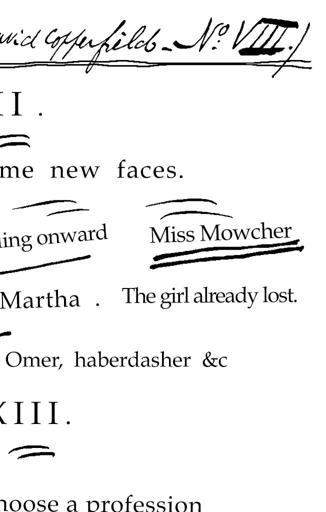 avid Copperfield - No. VIII.)
II .
me new faces.
ing onward Miss Mowcher
Martha . The girl already lost.
Omer, haberdasher &c
XIII.
hoose a profession